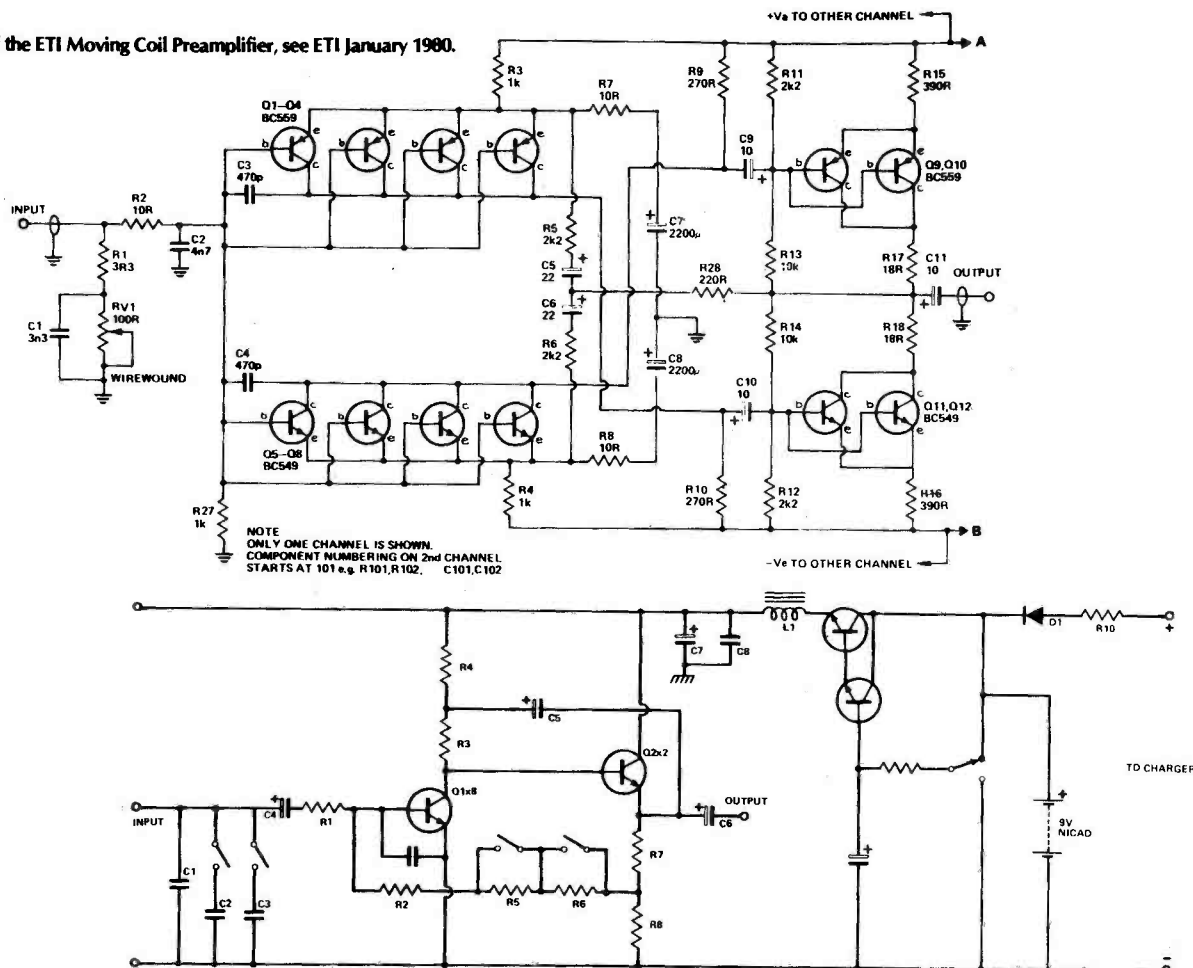 the ETI Moving Coil Preamplifier, see ETI January 1980.
+Va TO OTHER CHANNEL
A
R3
1k
R9
270R
R11
2k2
R15
390R
Q1-Q4
BC559
R7
10R
b
e
c
e
c
e
c
e
c
C3
470p
C9
10
+
b
e
c
e
c
Q9,Q10
BC559
R2
10R
INPUT
C2
4n7
R1
3R3
R5
2k2
+
C7
2200µ
C5
22
+
R13
10k
R17
18R
C11
10
OUTPUT
R28
220R
+
C6
22
+
RV1
100R
C1
3n3
R14
10k
R18
18R
R6
2k2
+
C8
2200µ
WIREWOUND
C4
470p
C10
10
+
b
c
e
c
e
c
e
c
e
b
c
e
c
e
Q11,Q12
BC549
Q5-Q8
BC549
R8
10R
R4
1k
R10
270R
R12
2k2
R16
390R
R27
1k
B
NOTE
ONLY ONE CHANNEL IS SHOWN.
COMPONENT NUMBERING ON 2nd CHANNEL
STARTS AT 101 e.g. R101,R102, C101,C102
-Ve TO OTHER CHANNEL
L1
+
C7
C8
D1
R10
+
R4
+
C5
R3
Q2x2
TO CHARGER
Q1x8
INPUT
+
C4
R1
+
C6
OUTPUT
+
9V
NICAD
+
R7
C1
R2
R5
R6
C2
C3
R8
-